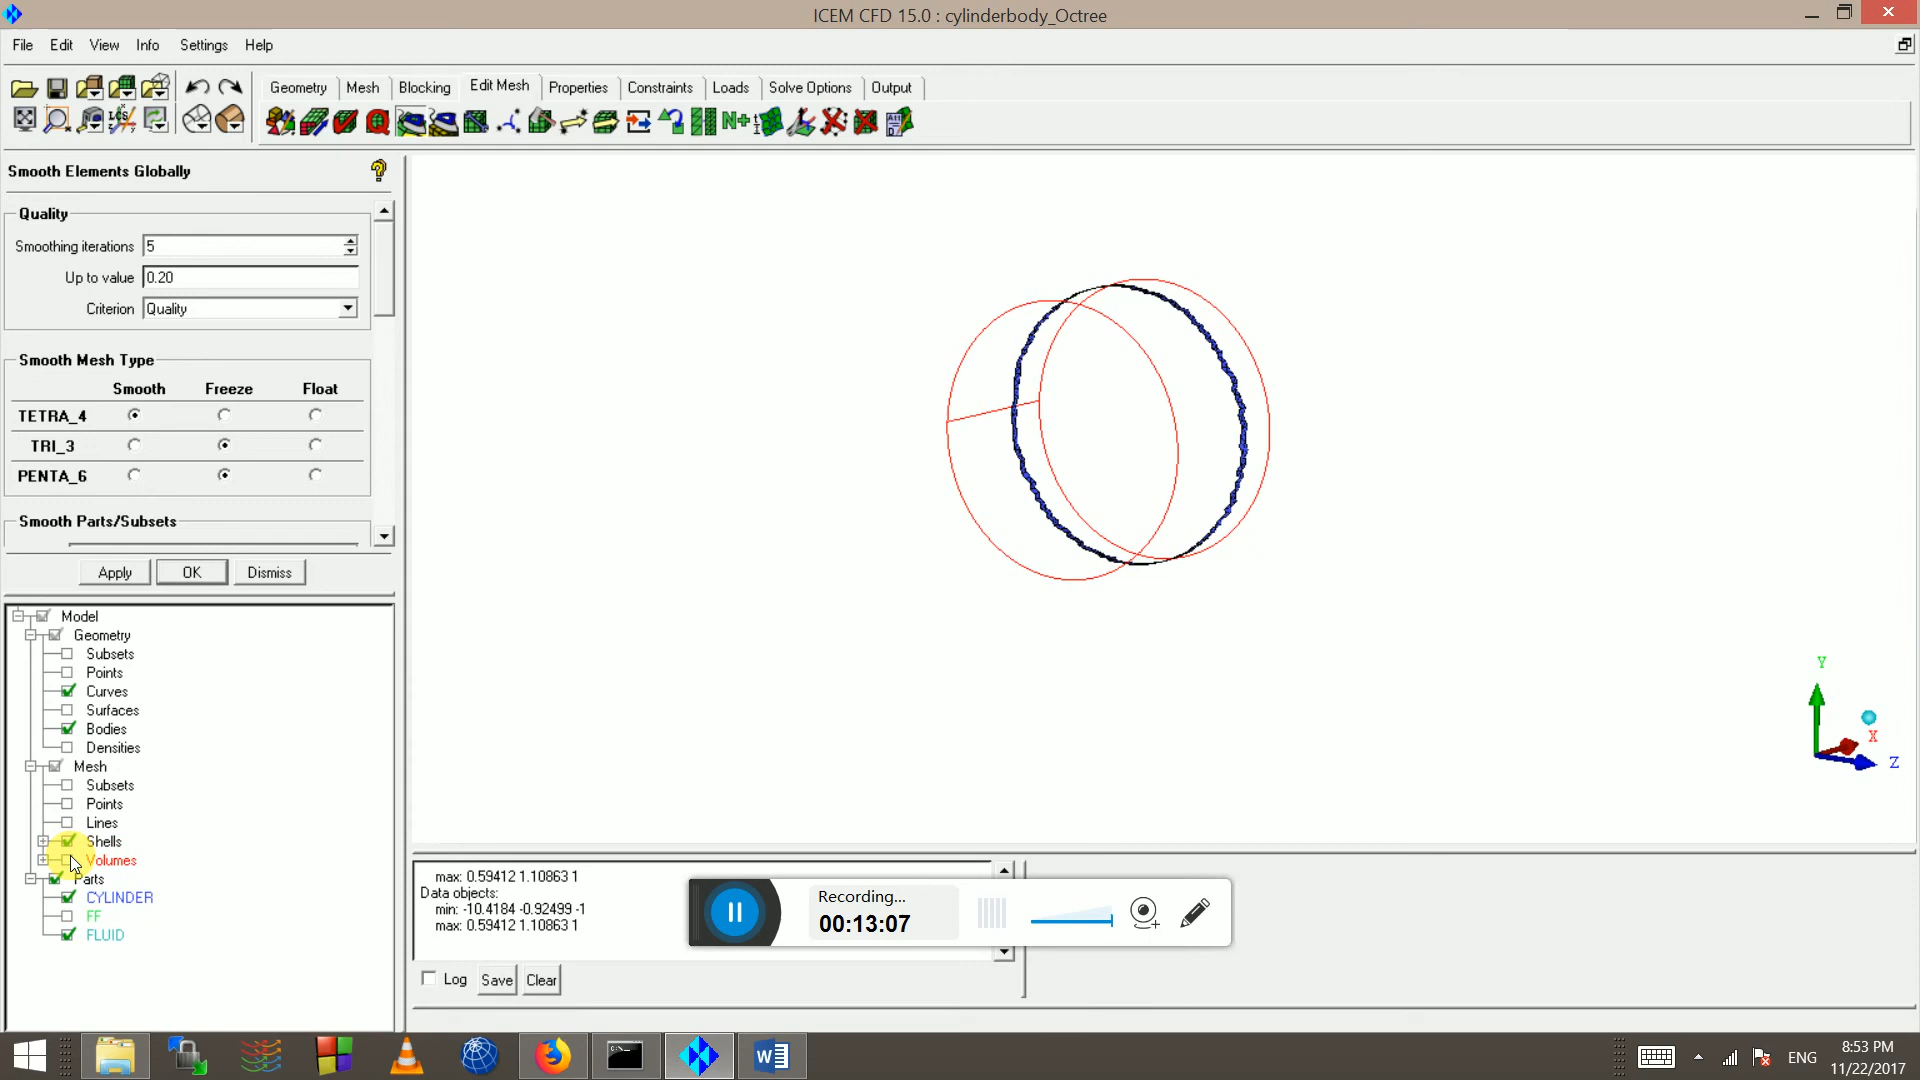 ICEM CFD 15.0 : cylinderbody_Octree
File Edit View Info Settings Help
Geometry Mesh Blocking Edit Mesh Properties Constraints Loads Solve Options Output
Smooth Elements Globally
Quality
Smoothing iterations 5
Up to value 0.20
Criterion Quality
Smooth Mesh Type
Smooth Freeze Float
TETRA_4
TRI_3
PENTA_6
Smooth Parts/Subsets
Apply OK Dismiss
Model
Geometry
Subsets
Points
Curves
Surfaces
Bodies
Densities
Mesh
Subsets
Points
Lines
Shells
Volumes
Parts
CYLINDER
FF
FLUID
Y
X
Z
max: 0.59412 1.10863 1
Data objects:
min: -10.4184 -0.92499 -1
max: 0.59412 1.10863 1
Log Save Clear
Recording...
00:13:07
ENG
8:53 PM
11/22/2017